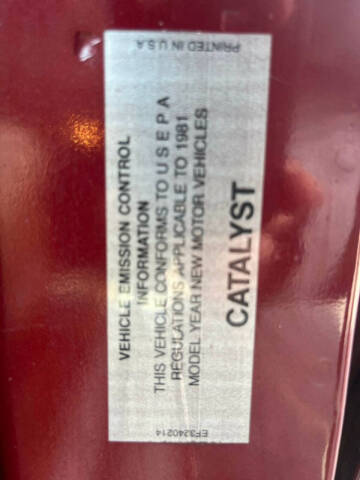 VEHICLE EMISSION CONTROL
INFORMATION
THIS VEHICLE CONFORMS TO U S E P A
REGULATIONS APPLICABLE TO 1981
MODEL YEAR NEW MOTOR VEHICLES
CATALYST
EF3240214
PRINTED IN U S A